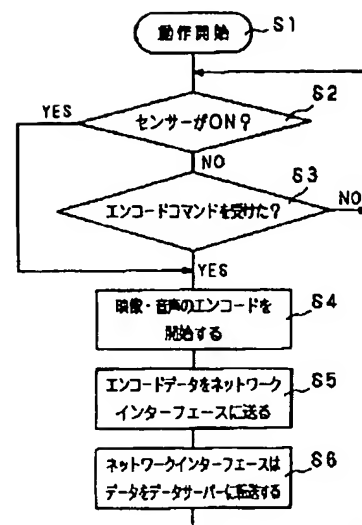 動作開始 S1
センサーがON? S2
YES
NO
エンコードコマンドを受けた? S3
NO
YES
映像・音声のエンコードを
開始する
S4
エンコードデータをネットワーク
インターフェースに送る
S5
ネットワークインターフェースは
データをデータサーバーに転送する
S6